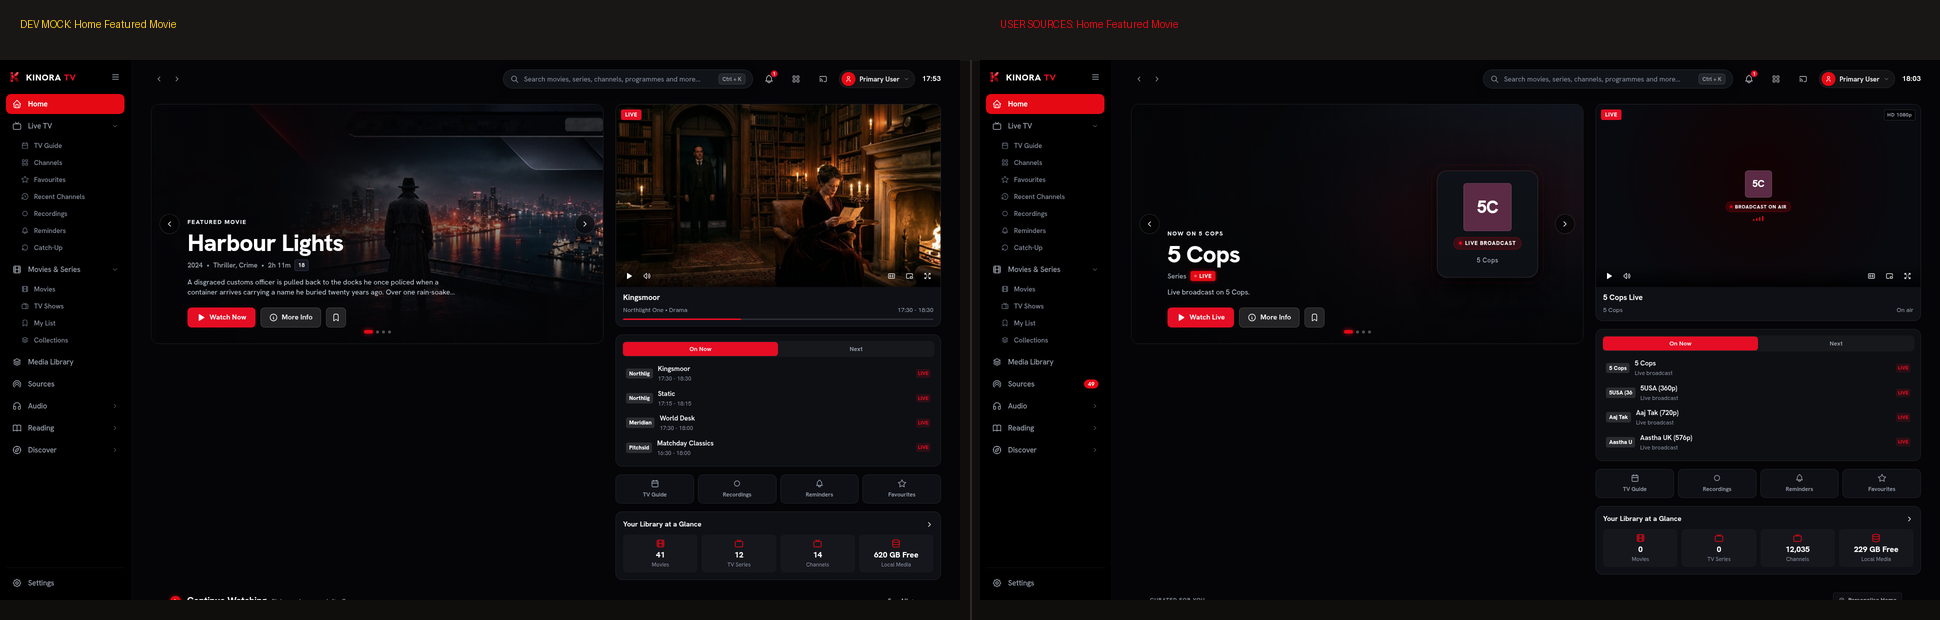 DEV MOCK: Home Featured Movie
KINORA TV
Search movies, series, channels, programmes and more...
Ctrl + K
1
Primary User
17:53
Home
Live TV
TV Guide
Channels
Favourites
Recent Channels
Recordings
Reminders
Catch-Up
Movies & Series
Movies
TV Shows
My List
Collections
Media Library
Sources
Audio
Reading
Discover
Settings
FEATURED MOVIE
Harbour Lights
2024 • Thriller, Crime • 2h 11m 18
A disgraced customs officer is pulled back to the docks he once policed when a
container arrives carrying a name he buried twenty years ago. Over one rain-soake...
Watch Now
More Info
LIVE
Kingsmoor
Northlight One • Drama
17:30 - 18:30
On Now
Next
Northlig
Kingsmoor
17:30 - 18:30
LIVE
Northlig
Static
17:15 - 18:15
LIVE
Meridian
World Desk
17:30 - 18:00
LIVE
Pitchsid
Matchday Classics
16:30 - 18:00
LIVE
TV Guide
Recordings
Reminders
Favourites
Your Library at a Glance
41
Movies
12
TV Series
14
Channels
620 GB Free
Local Media
Continue Watching
USER SOURCES: Home Featured Movie
KINORA TV
Search movies, series, channels, programmes and more...
Ctrl + K
1
Primary User
18:03
Home
Live TV
TV Guide
Channels
Favourites
Recent Channels
Recordings
Reminders
Catch-Up
Movies & Series
Movies
TV Shows
My List
Collections
Media Library
Sources
49
Audio
Reading
Discover
Settings
NOW ON 5 COPS
5 Cops
Series • LIVE
Live broadcast on 5 Cops.
Watch Live
More Info
5C
LIVE BROADCAST
5 Cops
LIVE
HD 1080p
5C
BROADCAST ON AIR
5 Cops Live
5 Cops
On air
On Now
Next
5 Cops
5 Cops
Live broadcast
LIVE
5USA (36
5USA (360p)
Live broadcast
LIVE
Aaj Tak
Aaj Tak (720p)
Live broadcast
LIVE
Aastha U
Aastha UK (576p)
Live broadcast
LIVE
TV Guide
Recordings
Reminders
Favourites
Your Library at a Glance
0
Movies
0
TV Series
12,035
Channels
229 GB Free
Local Media
CURATED FOR YOU
Personalise Home